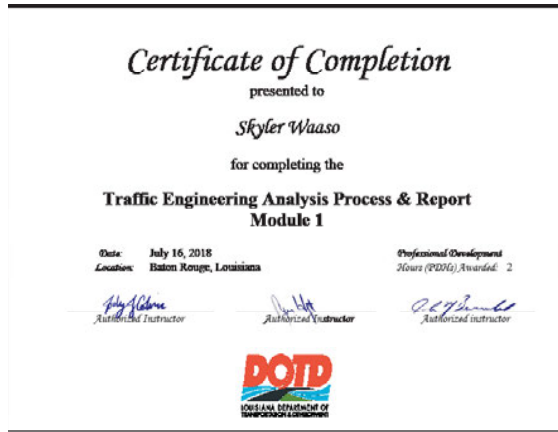 Certificate of Completion
presented to
Skyler Waaso
for completing the
Traffic Engineering Analysis Process & Report
Module 1
Date: July 16, 2018
Location: Baton Rouge, Louisiana
Professional Development
Hours (PDHs) Awarded: 2
Authorized Instructor
Authorized Instructor
Authorized instructor
DOTD
LOUISIANA DEPARTMENT OF
TRANSPORTATION & DEVELOPMENT